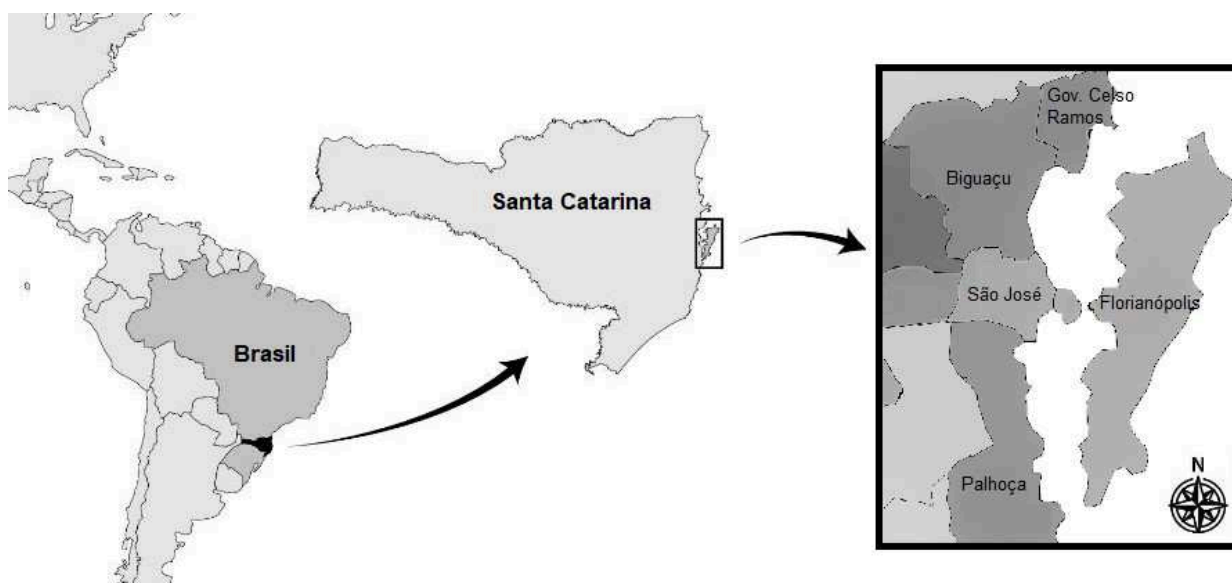 Brasil
Santa Catarina
Gov. Celso
Ramos
Biguaçu
São José
Florianópolis
Palhoça
N